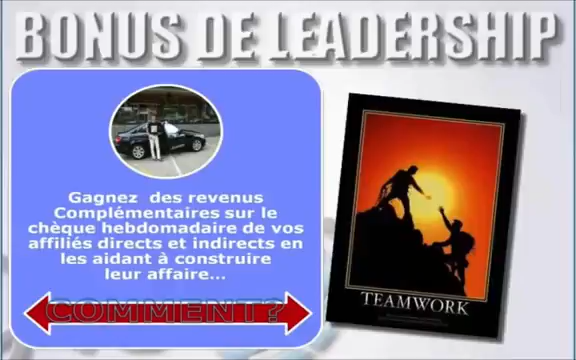 BONUS DE LEADERSHIP
Gagnez des revenus
Complémentaires sur le
chèque hebdomadaire de vos
affiliés directs et indirects en
les aidant à construire
leur affaire...
COMMENT?
TEAMWORK